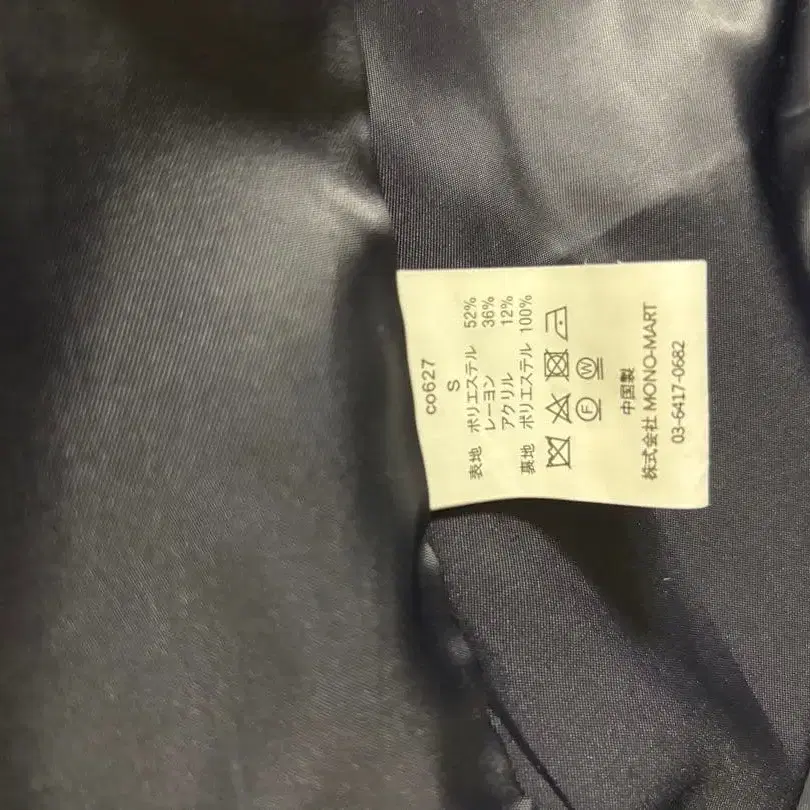 co627
S
表地 ポリエステル 52%
レーヨン 36%
アクリル 12%
裏地 ポリエステル 100%
F W
中国製
株式会社 MONO-MART
03-6417-0682